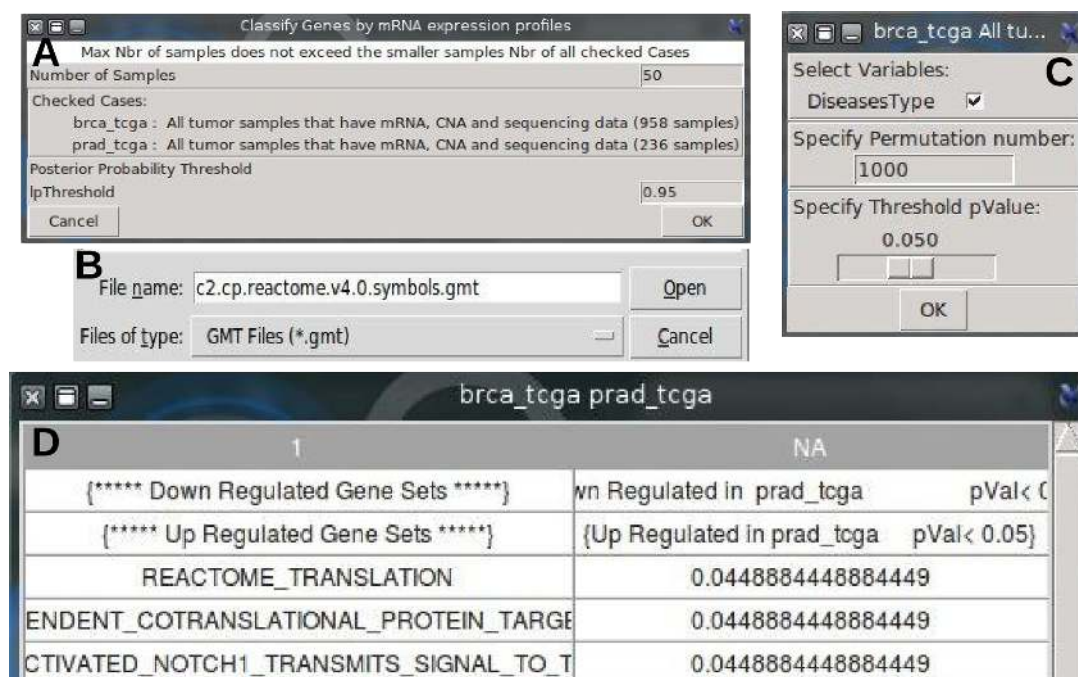 Classify Genes by mRNA expression profiles
A
Max Nbr of samples does not exceed the smaller samples Nbr of all checked Cases
Number of Samples 50
Checked Cases:
brca_tcga : All tumor samples that have mRNA, CNA and sequencing data (958 samples)
prad_tcga : All tumor samples that have mRNA, CNA and sequencing data (236 samples)
Posterior Probability Threshold
lpThreshold 0.95
Cancel OK
B
File name: c2.cp.reactome.v4.0.symbols.gmt Open
Files of type: GMT Files (*.gmt) Cancel
brca_tcga All tu...
C
Select Variables:
DiseasesType
Specify Permutation number:
1000
Specify Threshold pValue:
0.050
OK
brca_tcga prad_tcga
D
1 NA
{***** Down Regulated Gene Sets *****} wn Regulated in prad_tcga pVal< 0
{***** Up Regulated Gene Sets *****} {Up Regulated in prad_tcga pVal< 0.05}
REACTOME_TRANSLATION 0.0448884448884449
ENDENT_COTRANSLATIONAL_PROTEIN_TARGE 0.0448884448884449
CTIVATED_NOTCH1_TRANSMITS_SIGNAL_TO_T 0.0448884448884449